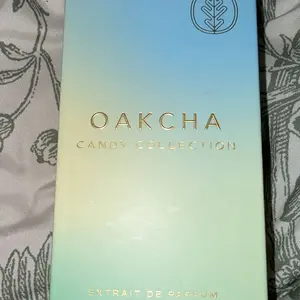 OAKCHA
CANDY COLLECTION
EXTRAIT DE PARFUM